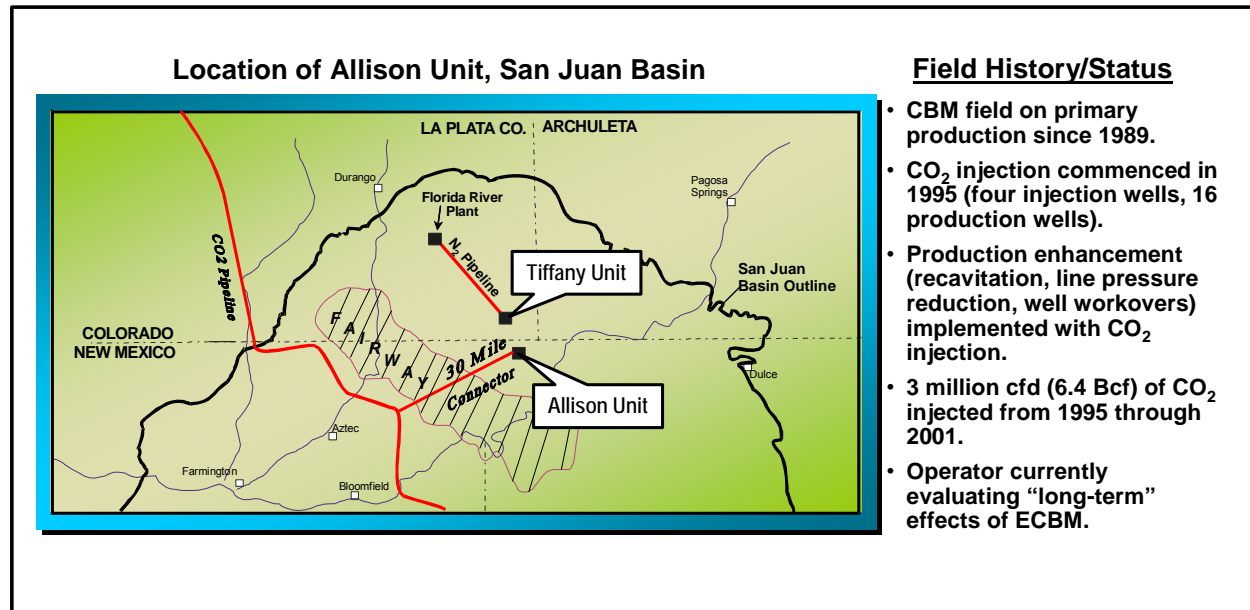 Location of Allison Unit, San Juan Basin
LA PLATA CO.
ARCHULETA
Durango
Pagosa
Springs
Florida River
Plant
CO2 Pipeline
N₂ Pipeline
Tiffany Unit
San Juan
Basin Outline
COLORADO
NEW MEXICO
FAIRWAY
30 Mile
Connector
Dulce
Allison Unit
Aztec
Farmington
Bloomfield
Field History/Status
• CBM field on primary
production since 1989.
• CO₂ injection commenced in
1995 (four injection wells, 16
production wells).
• Production enhancement
(recavitation, line pressure
reduction, well workovers)
implemented with CO₂
injection.
• 3 million cfd (6.4 Bcf) of CO₂
injected from 1995 through
2001.
• Operator currently
evaluating “long-term”
effects of ECBM.